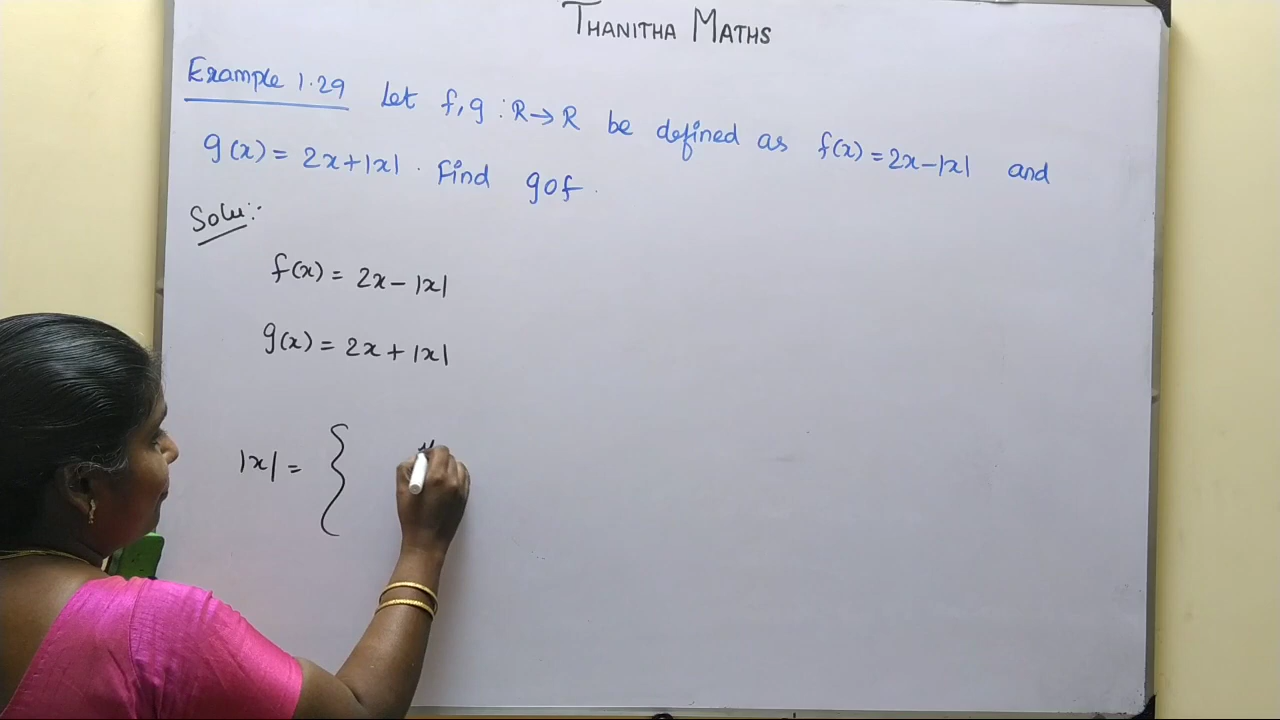 THANITHA MATHS
Example 1.29 Let f,g : R→R be defined as f(x) = 2x-|x| and
g(x) = 2x+|x|. Find gof.
Solu:-
f(x) = 2x - |x|
g(x) = 2x + |x|
|x| = {